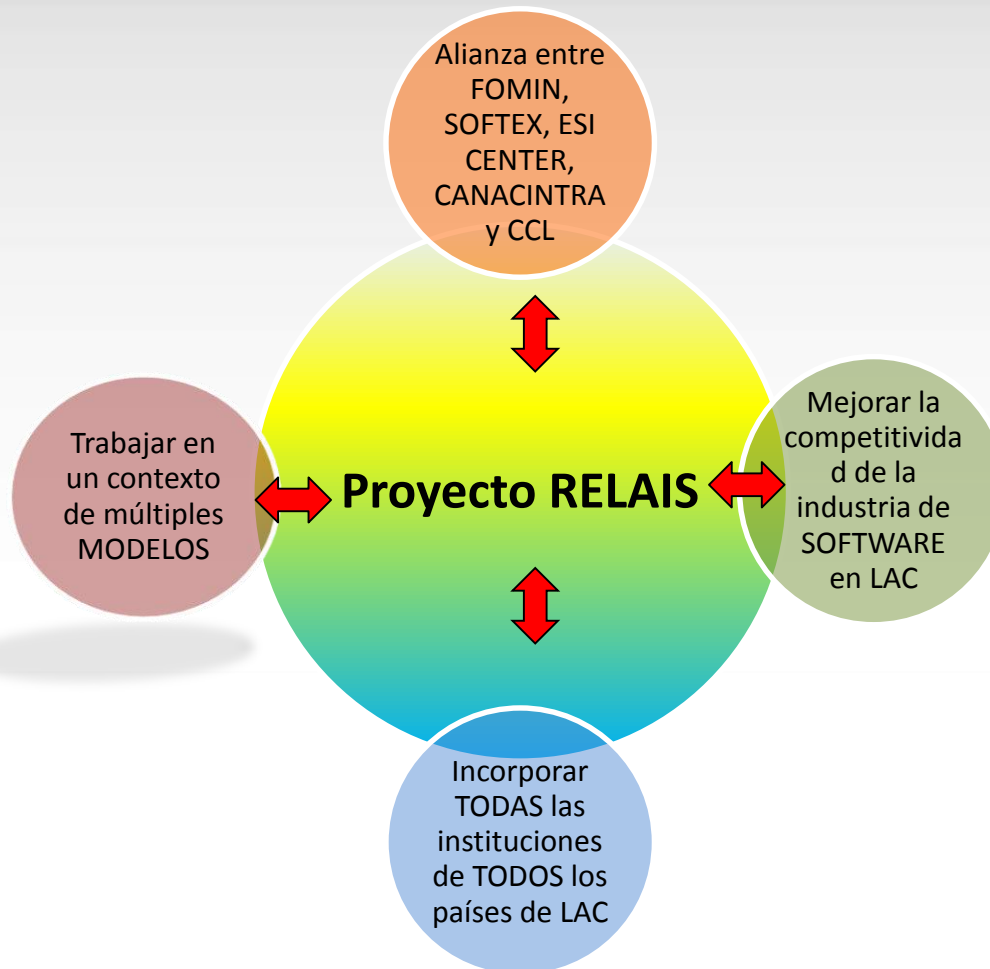 Alianza entre
FOMIN,
SOFTEX, ESI
CENTER,
CANACINTRA
y CCL
Trabajar en
un contexto
de múltiples
MODELOS
Proyecto RELAIS
Mejorar la
competitivida
d de la
industria de
SOFTWARE
en LAC
Incorporar
TODAS las
instituciones
de TODOS los
países de LAC